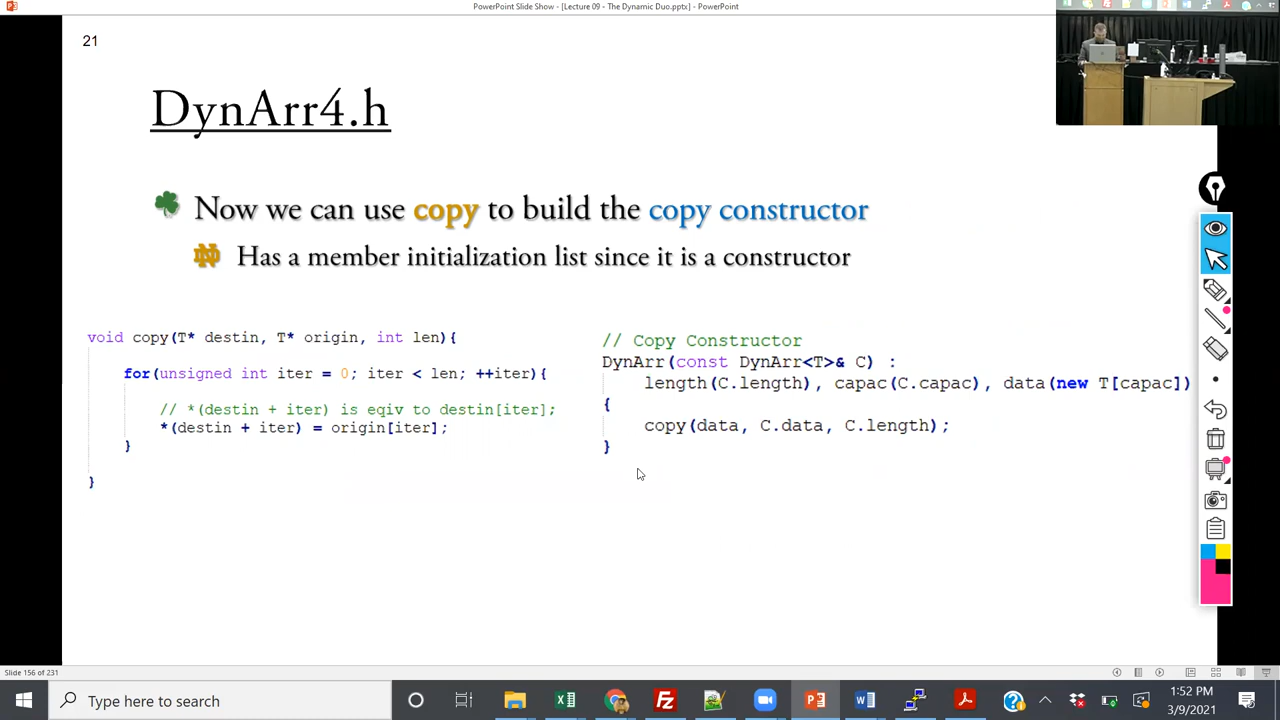 PowerPoint Slide Show - [Lecture 09 - The Dynamic Duo.pptx] - PowerPoint
21
DynArr4.h
Now we can use copy to build the copy constructor
Has a member initialization list since it is a constructor
void copy(T* destin, T* origin, int len){
for(unsigned int iter = 0; iter < len; ++iter){
// *(destin + iter) is eqiv to destin[iter];
*(destin + iter) = origin[iter];
}
}
// Copy Constructor
DynArr(const DynArr<T>& C) :
length(C.length), capac(C.capac), data(new T[capac])
{
copy(data, C.data, C.length);
}
Slide 156 of 231
Type here to search
1:52 PM
3/9/2021